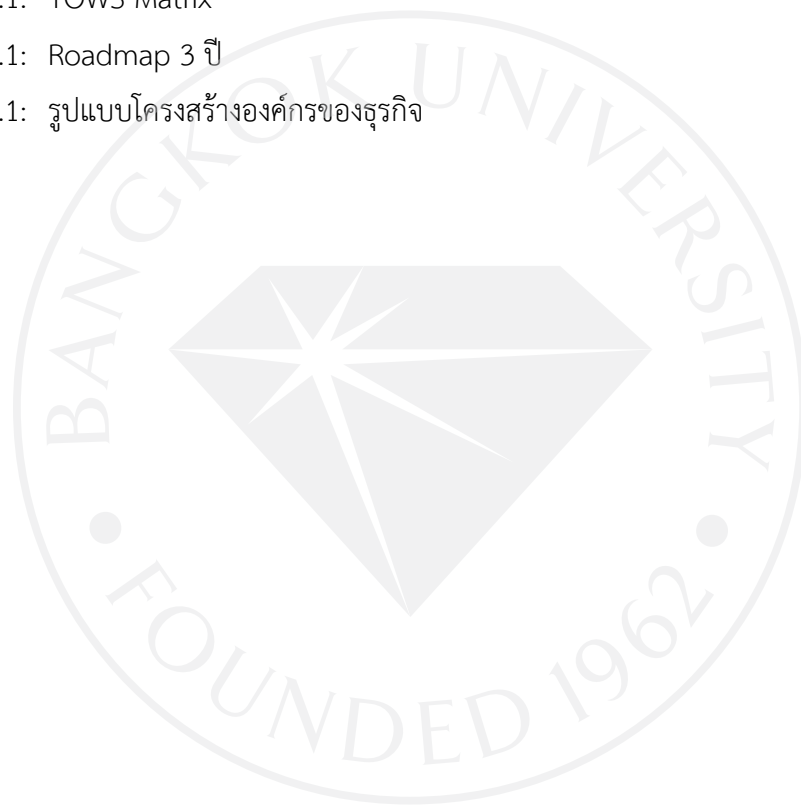 .1: TOWS Matrix
.1: Roadmap 3 ปี
.1: รูปแบบโครงสร้างองค์กรของธุรกิจ
BANGKOK UNIVERSITY
• FOUNDED 1962 •